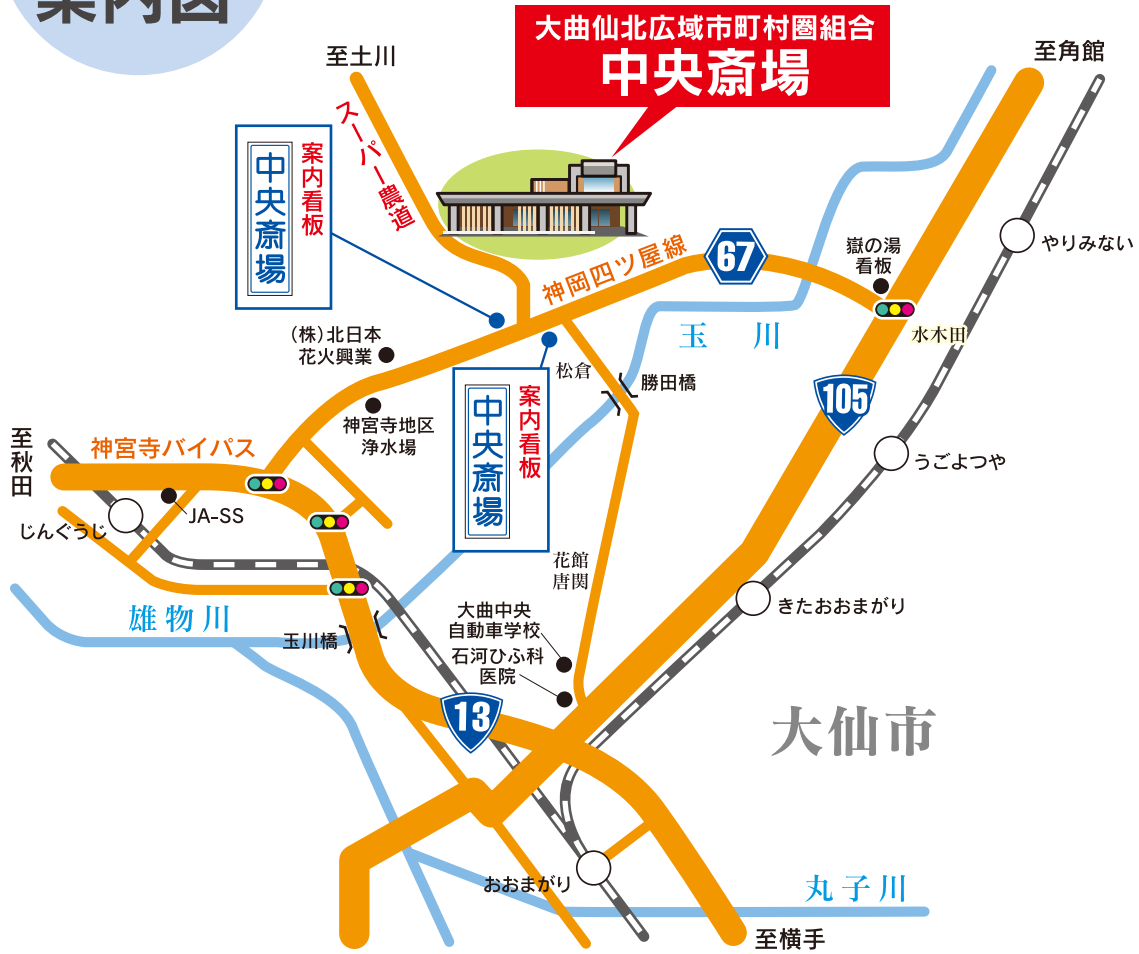 案内図
大曲仙北広域市町村圏組合
中央斎場
至土川
至角館
スーパー農道
案内看板
中央斎場
神岡四ツ屋線
67
嶽の湯
看板
やりみない
玉川
水木田
(株)北日本
花火興業
松倉
勝田橋
105
案内看板
中央斎場
神宮寺地区
浄水場
至秋田
神宮寺バイパス
うごよつや
JA-SS
じんぐうじ
花館
唐関
きたおおまがり
雄物川
玉川橋
大曲中央
自動車学校
石河ひふ科
医院
13
大仙市
おおまがり
丸子川
至横手